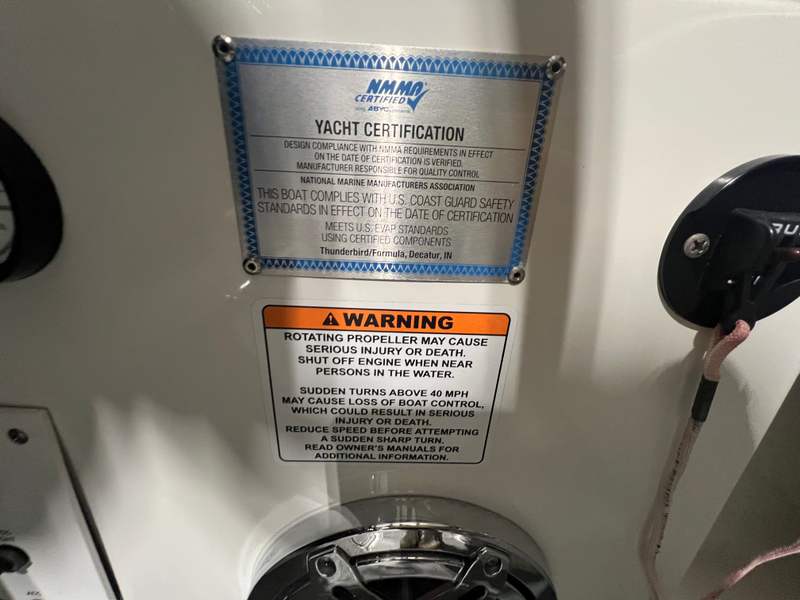 NMMA
CERTIFIED
using ABYC
YACHT CERTIFICATION
DESIGN COMPLIANCE WITH NMMA REQUIREMENTS IN EFFECT
ON THE DATE OF CERTIFICATION IS VERIFIED.
MANUFACTURER RESPONSIBLE FOR QUALITY CONTROL
NATIONAL MARINE MANUFACTURERS ASSOCIATION
THIS BOAT COMPLIES WITH U.S. COAST GUARD SAFETY
STANDARDS IN EFFECT ON THE DATE OF CERTIFICATION
MEETS U.S. EVAP STANDARDS
USING CERTIFIED COMPONENTS
Thunderbird/Formula, Decatur, IN
WARNING
ROTATING PROPELLER MAY CAUSE
SERIOUS INJURY OR DEATH.
SHUT OFF ENGINE WHEN NEAR
PERSONS IN THE WATER.
SUDDEN TURNS ABOVE 40 MPH
MAY CAUSE LOSS OF BOAT CONTROL,
WHICH COULD RESULT IN SERIOUS
INJURY OR DEATH.
REDUCE SPEED BEFORE ATTEMPTING
A SUDDEN SHARP TURN.
READ OWNER'S MANUALS FOR
ADDITIONAL INFORMATION.
RU